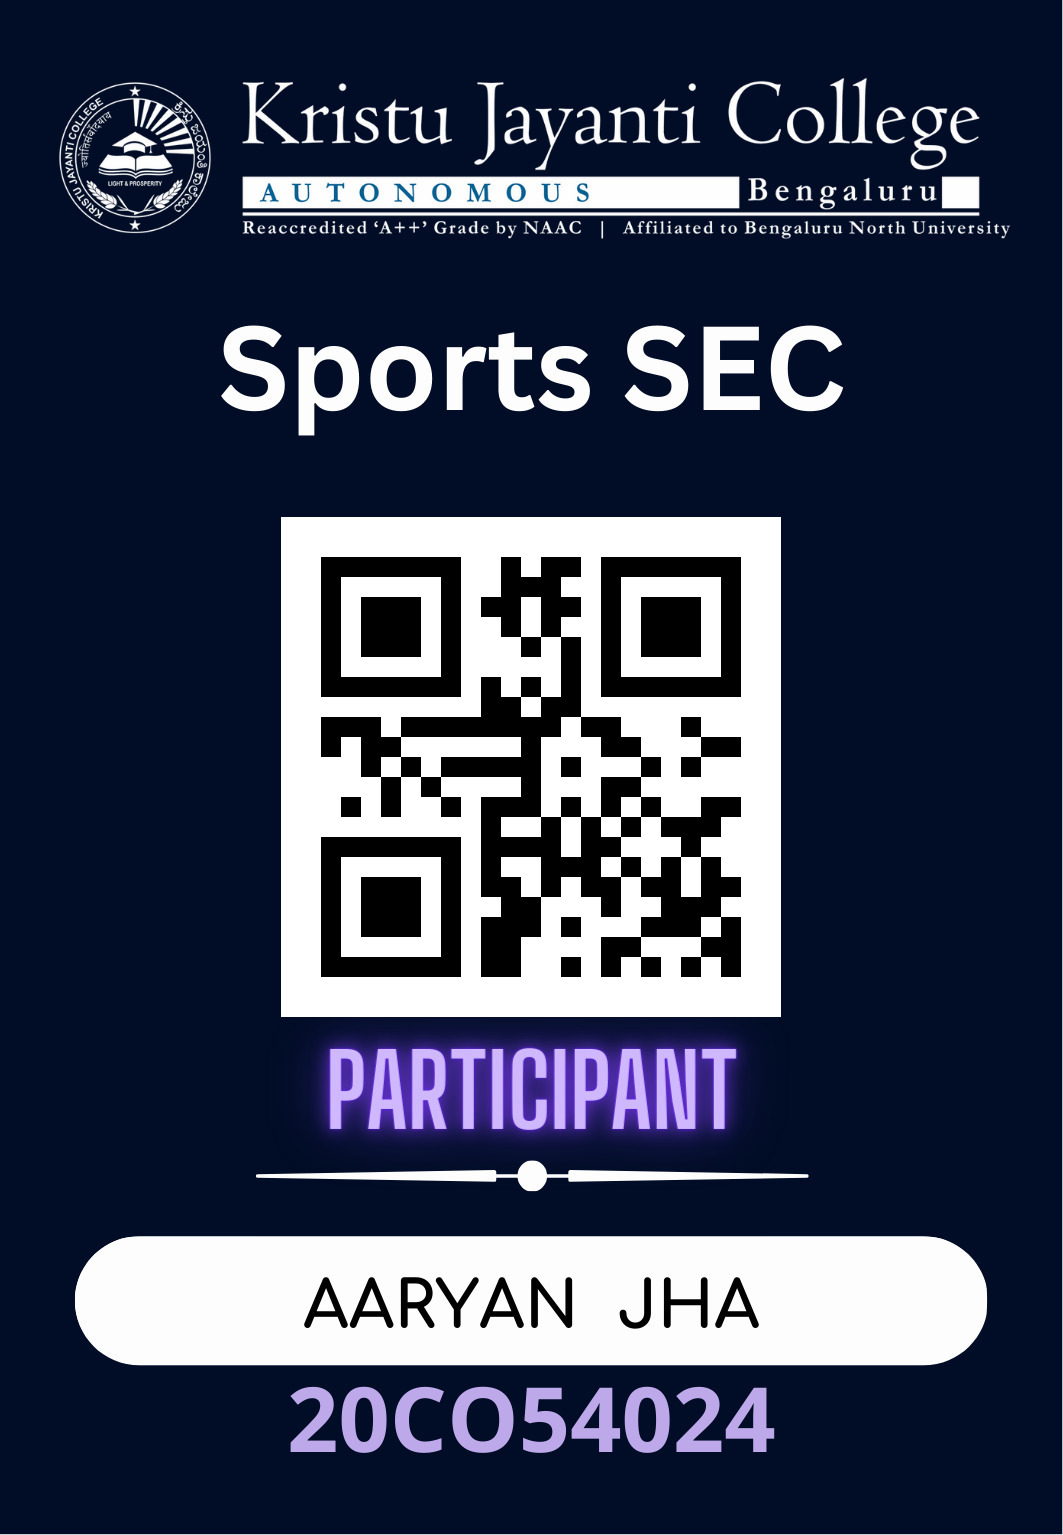 KRISTU JAYANTI COLLEGE
ज्योतिसंवादयाय
LIGHT & PROSPERITY
Kristu Jayanti College
AUTONOMOUS Bengaluru
Reaccredited ‘A++’ Grade by NAAC | Affiliated to Bengaluru North University
Sports SEC
PARTICIPANT
AARYAN JHA
20CO54024